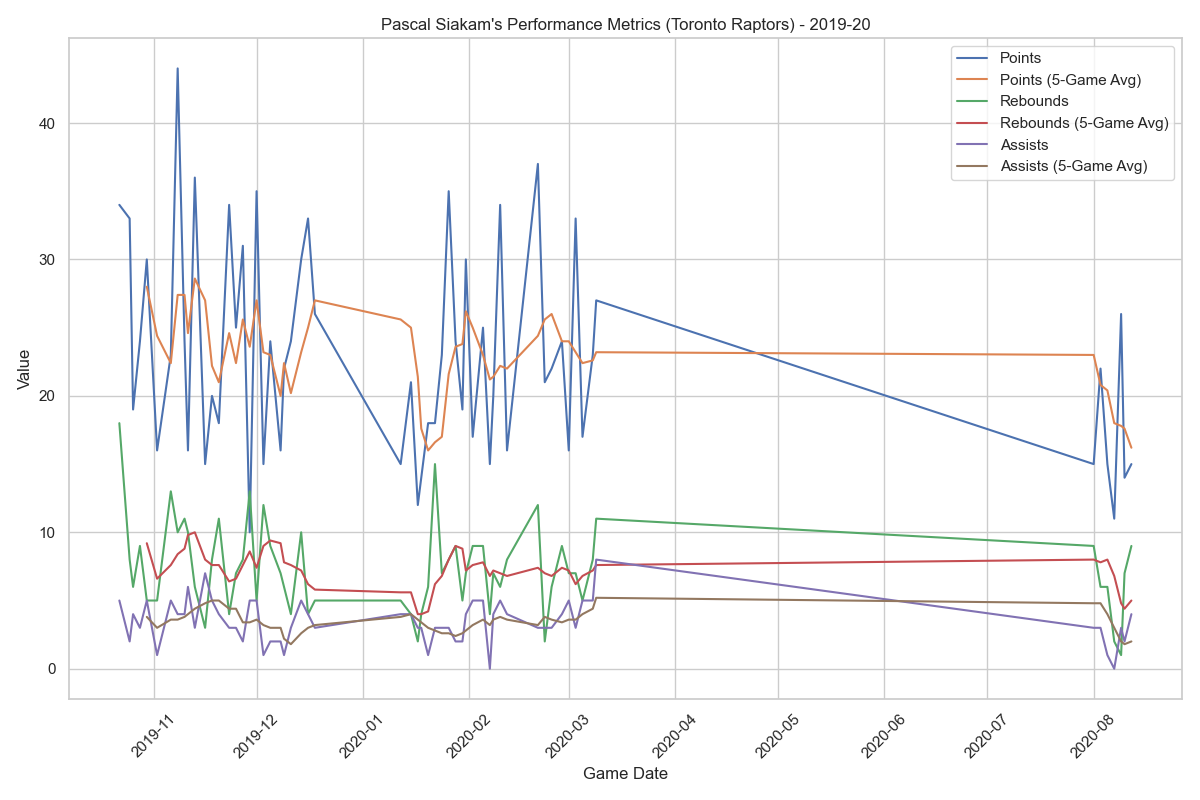 Pascal Siakam's Performance Metrics (Toronto Raptors) - 2019-20
Points
Points (5-Game Avg)
Rebounds
Rebounds (5-Game Avg)
Assists
Assists (5-Game Avg)
Value
40
30
20
10
0
2019-11
2019-12
2020-01
2020-02
2020-03
2020-04
2020-05
2020-06
2020-07
2020-08
Game Date